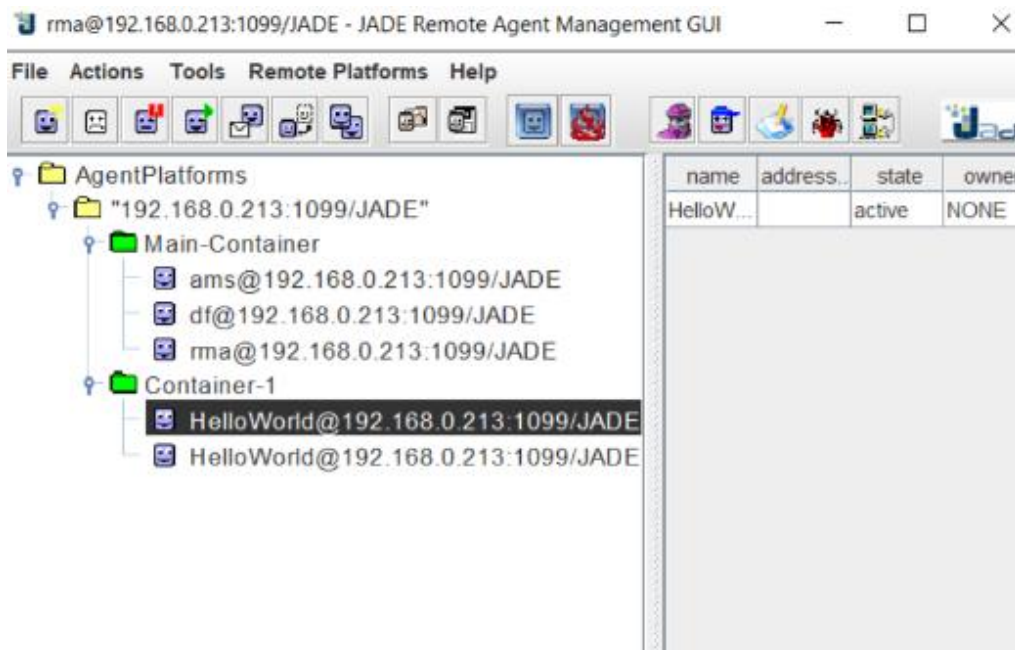 rma@192.168.0.213:1099/JADE - JADE Remote Agent Management GUI
File Actions Tools Remote Platforms Help
AgentPlatforms
"192.168.0.213:1099/JADE"
Main-Container
ams@192.168.0.213:1099/JADE
df@192.168.0.213:1099/JADE
rma@192.168.0.213:1099/JADE
Container-1
HelloWorld@192.168.0.213:1099/JADE
HelloWorld@192.168.0.213:1099/JADE
name address.. state owne
HelloW... active NONE